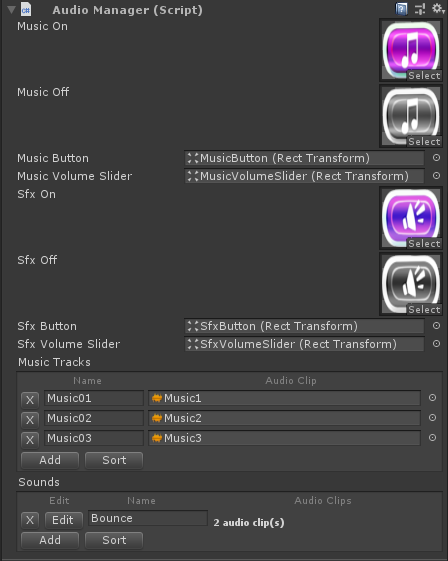 Audio Manager (Script)
Music On
Select
Music Off
Select
Music Button MusicButton (Rect Transform)
Music Volume Slider MusicVolumeSlider (Rect Transform)
Sfx On
Select
Sfx Off
Select
Sfx Button SfxButton (Rect Transform)
Sfx Volume Slider SfxVolumeSlider (Rect Transform)
Music Tracks
Name Audio Clip
X Music01 Music1
X Music02 Music2
X Music03 Music3
Add Sort
Sounds
Edit Name Audio Clips
X Edit Bounce 2 audio clip(s)
Add Sort